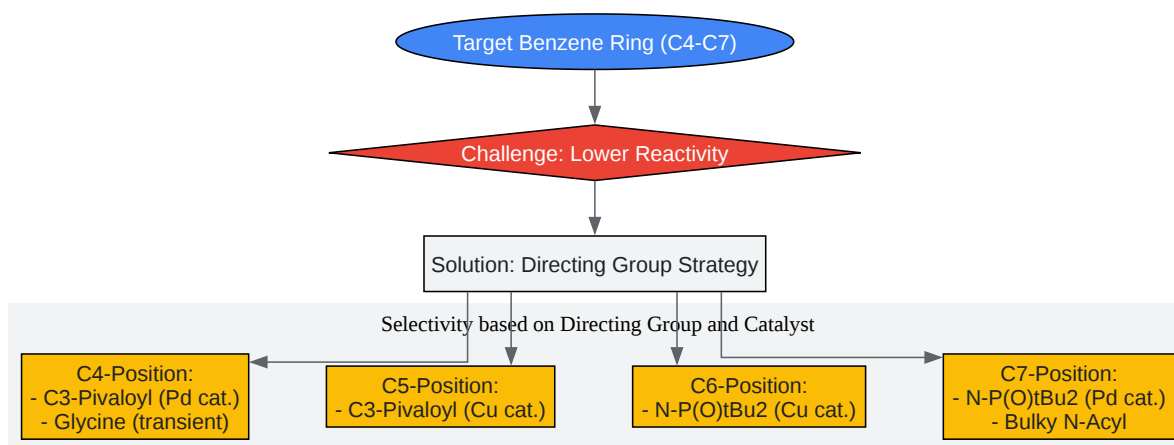 Target Benzene Ring (C4-C7)
Challenge: Lower Reactivity
Solution: Directing Group Strategy
Selectivity based on Directing Group and Catalyst
C4-Position:
- C3-Pivaloyl (Pd cat.)
- Glycine (transient)
C5-Position:
- C3-Pivaloyl (Cu cat.)
C6-Position:
- N-P(O)tBu2 (Cu cat.)
C7-Position:
- N-P(O)tBu2 (Pd cat.)
- Bulky N-Acyl